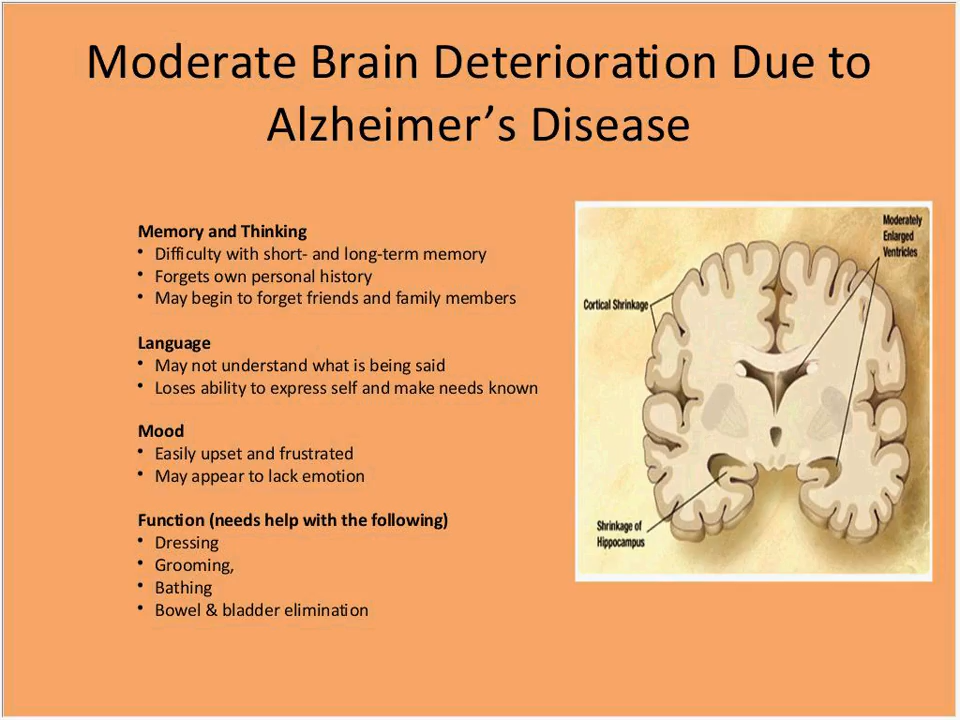 Moderate Brain Deterioration Due to
Alzheimer’s Disease
Memory and Thinking
• Difficulty with short- and long-term memory
• Forgets own personal history
• May begin to forget friends and family members
Language
• May not understand what is being said
• Loses ability to express self and make needs known
Mood
• Easily upset and frustrated
• May appear to lack emotion
Function (needs help with the following)
• Dressing
• Grooming,
• Bathing
• Bowel & bladder elimination
Moderately
Enlarged
Ventricles
Cortical Shrinkage
Shrinkage of
Hippocampus